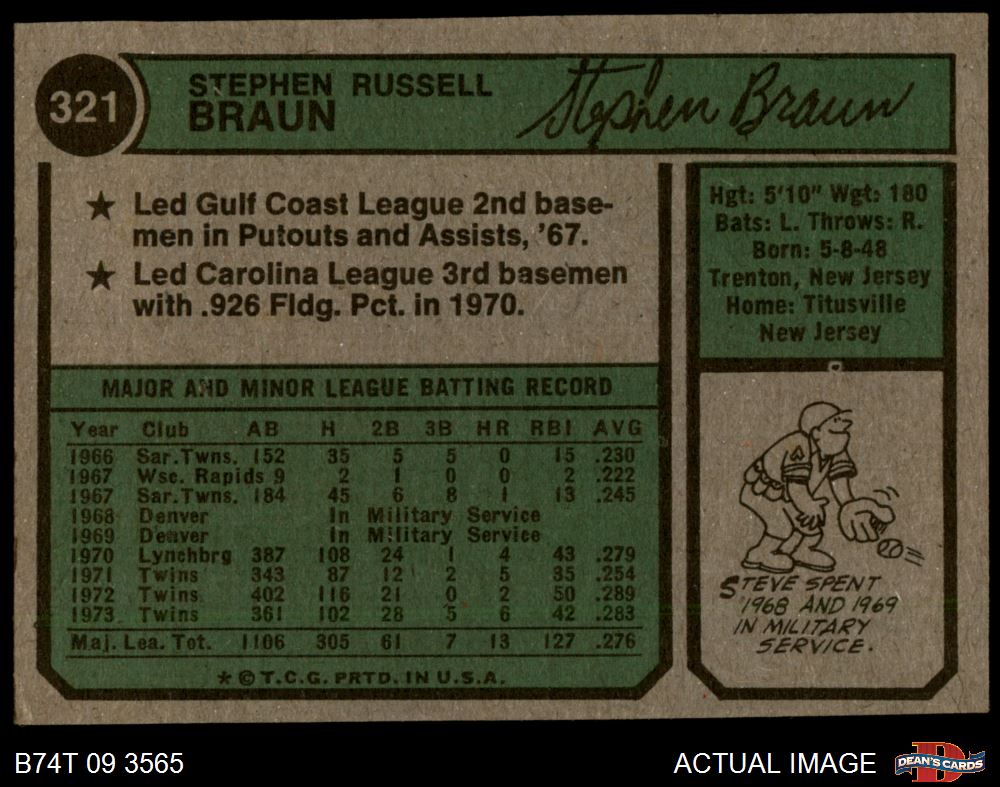 321
STEPHEN RUSSELL
BRAUN
Stephen Braun
★ Led Gulf Coast League 2nd base-
men in Putouts and Assists, '67.
★ Led Carolina League 3rd basemen
with .926 Fldg. Pct. in 1970.
Hgt: 5'10" Wgt: 180
Bats: L. Throws: R.
Born: 5-8-48
Trenton, New Jersey
Home: Titusville
New Jersey
MAJOR AND MINOR LEAGUE BATTING RECORD
Year Club AB H 2B 3B HR RBI AVG
1966 Sar.Twns. 152 35 5 5 0 15 .230
1967 Wsc. Rapids 9 2 1 0 0 2 .222
1967 Sar.Twns. 184 45 6 8 1 13 .245
1968 Denver In Military Service
1969 Denver In Military Service
1970 Lynchbrg 387 108 24 1 4 43 .279
1971 Twins 343 87 12 2 5 35 .254
1972 Twins 402 116 21 0 2 50 .289
1973 Twins 361 102 28 5 6 42 .283
Maj. Lea. Tot. 1106 305 61 7 13 127 .276
* © T.C.G. PRTD. IN U.S.A.
STEVE SPENT
1968 AND 1969
IN MILITARY
SERVICE.
B74T 09 3565
ACTUAL IMAGE
DEAN'S CARDS